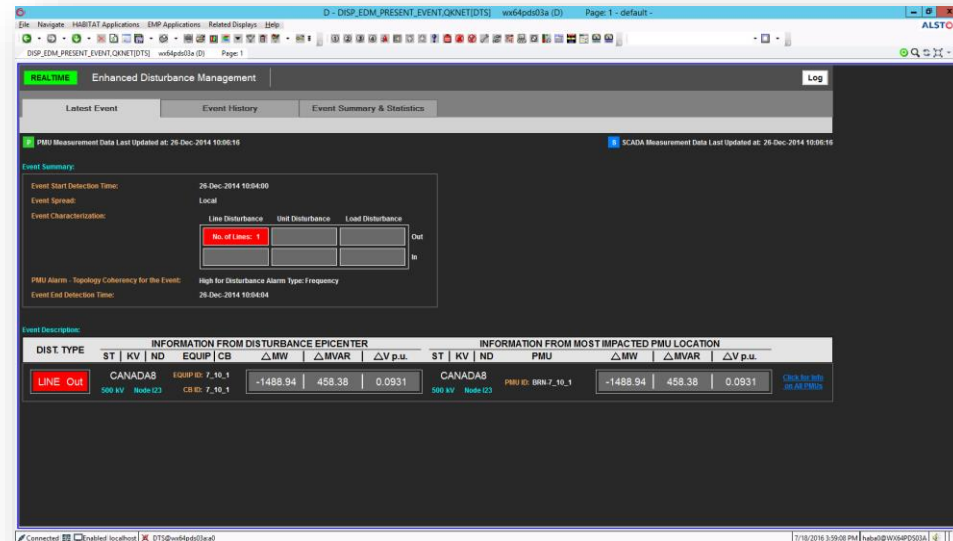 D - DISP_EDM_PRESENT_EVENT,QKNET[DTS] wx64pds03a (D) Page: 1 - default -
File Navigate HABITAT Applications EMP Applications Related Displays Help
ALSTO
DISP_EDM_PRESENT_EVENT,QKNET[DTS] wx64pds03a (D) Page: 1
REALTIME Enhanced Disturbance Management Log
Latest Event Event History Event Summary & Statistics
P PMU Measurement Data Last Updated at: 26-Dec-2014 10:06:16 S SCADA Measurement Data Last Updated at: 26-Dec-2014 10:06:16
Event Summary:
Event Start Detection Time: 26-Dec-2014 10:04:00
Event Spread: Local
Event Characterization: Line Disturbance Unit Disturbance Load Disturbance
No. of Lines: 1 Out
In
PMU Alarm - Topology Coherency for the Event: High for Disturbance Alarm Type: Frequency
Event End Detection Time: 26-Dec-2014 10:04:04
Event Description:
DIST. TYPE INFORMATION FROM DISTURBANCE EPICENTER INFORMATION FROM MOST IMPACTED PMU LOCATION
ST | KV | ND EQUIP | CB △MW △MVAR △V p.u. ST | KV | ND PMU △MW △MVAR △V p.u.
LINE Out CANADA8 EQUIP ID: 7_10_1 -1488.94 458.38 0.0931 CANADA8 PMU ID: BRN-7_10_1 -1488.94 458.38 0.0931 Click for Info
500 kV Node I23 CB ID: 7_10_1 500 kV Node I23 on All PMUs
Connected Enabled localhost DTS@wx64pds03a:a0 7/18/2016 3:59:08 PM haba0@WX64PDS03A